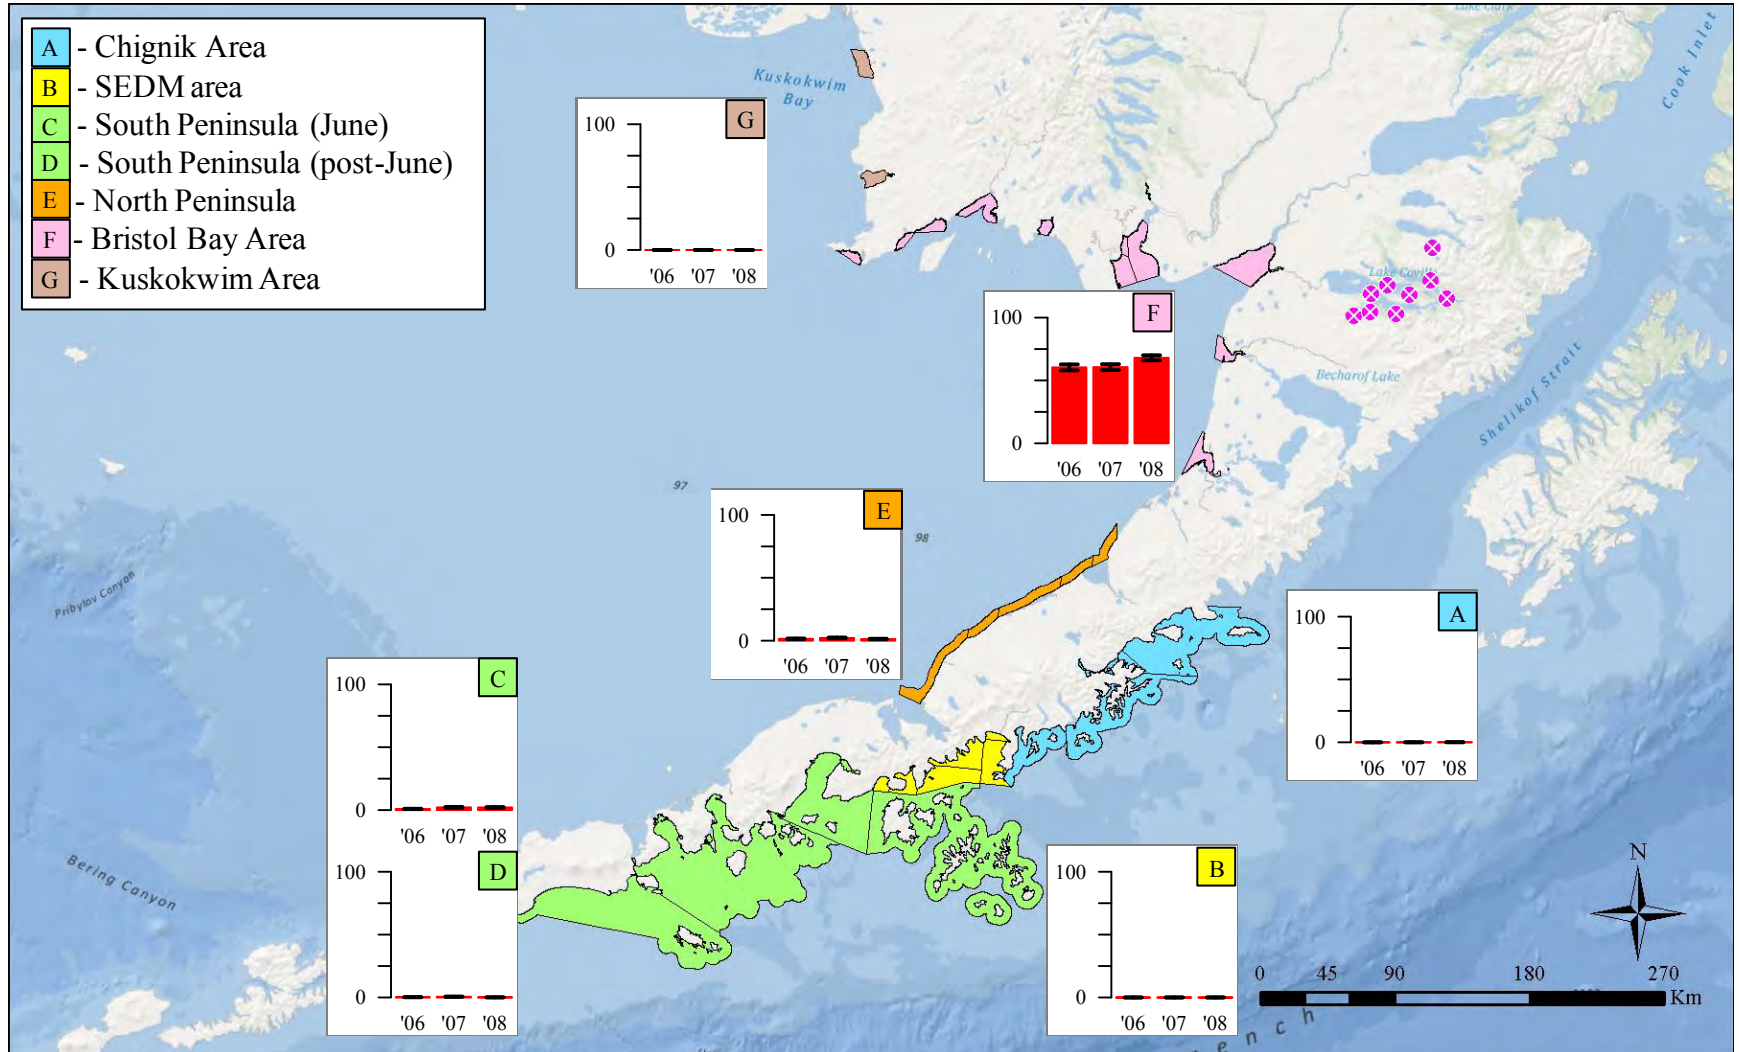 A - Chignik Area
B - SEDM area
C - South Peninsula (June)
D - South Peninsula (post-June)
E - North Peninsula
F - Bristol Bay Area
G - Kuskokwim Area
Lake Clark
Cook Inlet
Kuskokwim
Bay
G
100
0
'06 '07 '08
Lake Coville
F
100
0
'06 '07 '08
Becharof Lake
Shelikof Strait
97
98
E
100
0
'06 '07 '08
Pribylov Canyon
A
100
0
'06 '07 '08
C
100
0
'06 '07 '08
Bering Canyon
D
100
0
'06 '07 '08
B
100
0
'06 '07 '08
N
0 45 90 180 270
Km